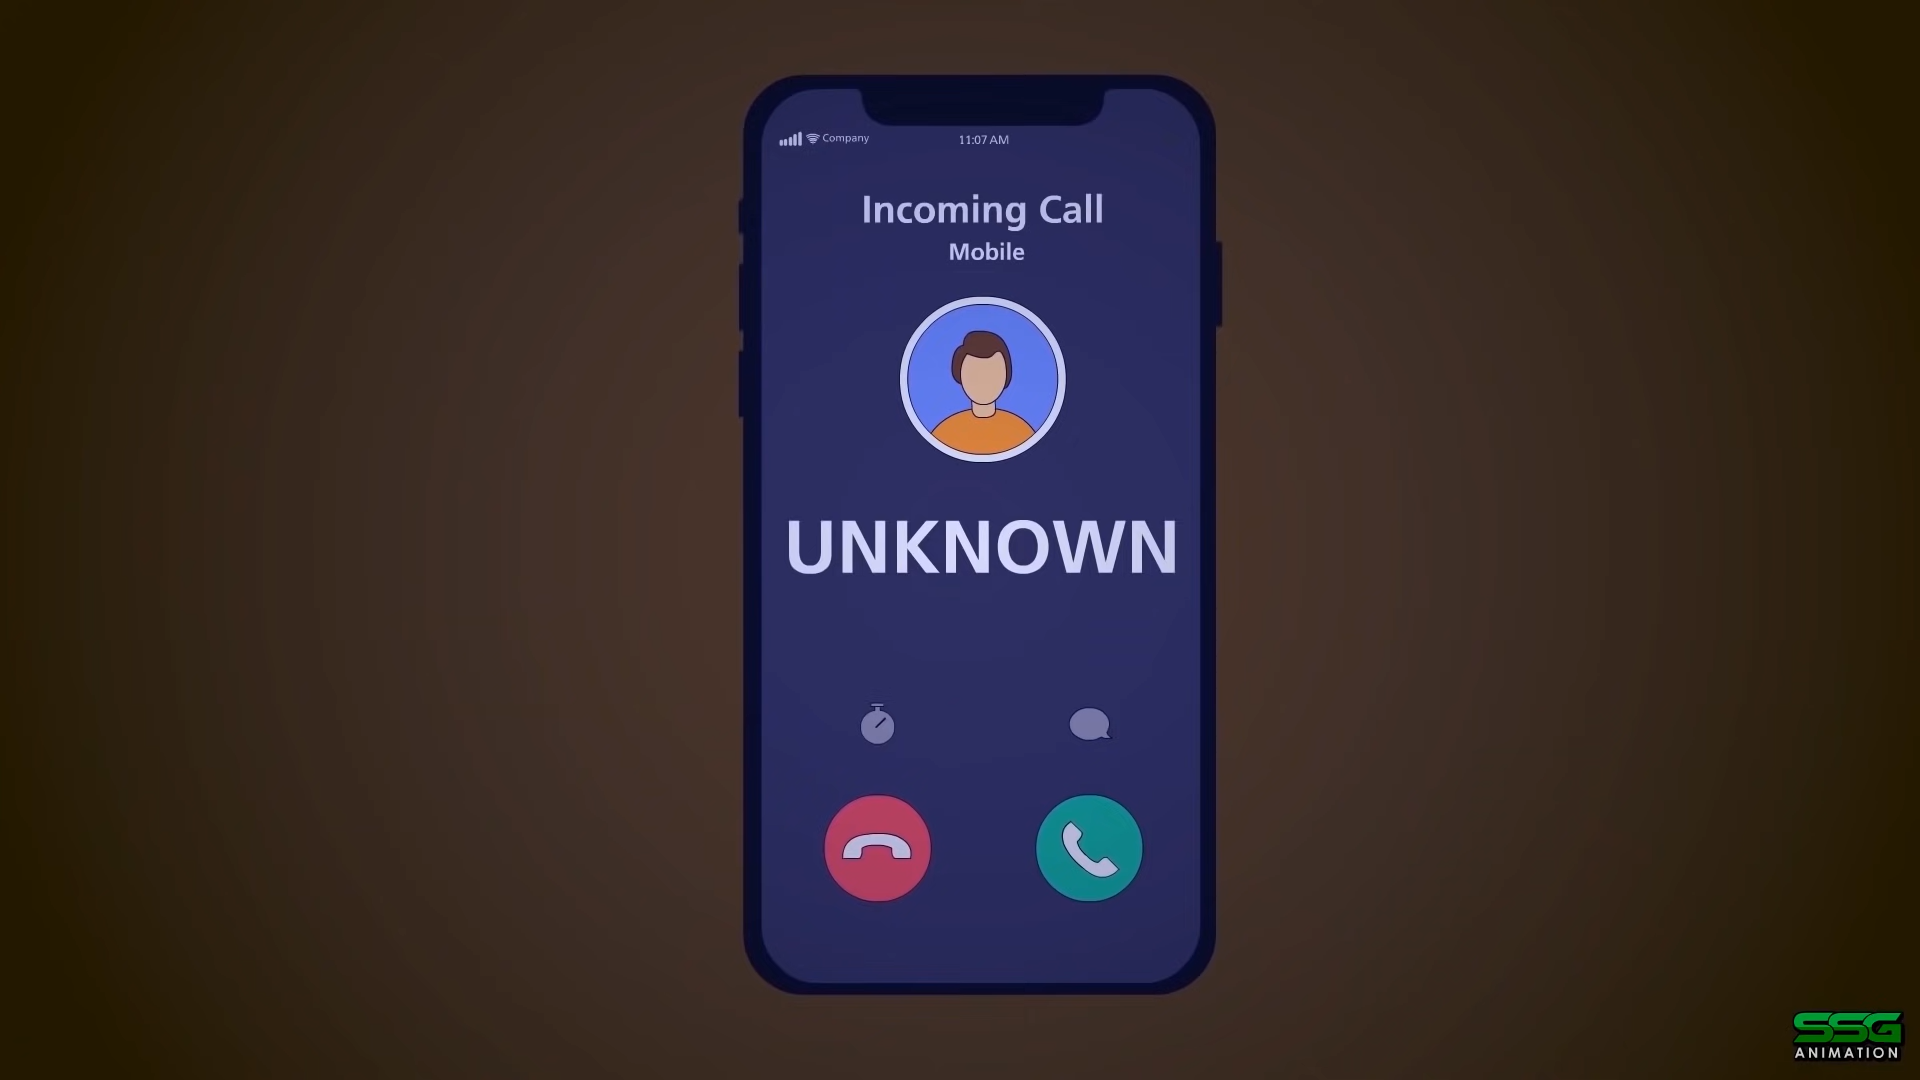 Company
11:07 AM
Incoming Call
Mobile
UNKNOWN
SSG
ANIMATION